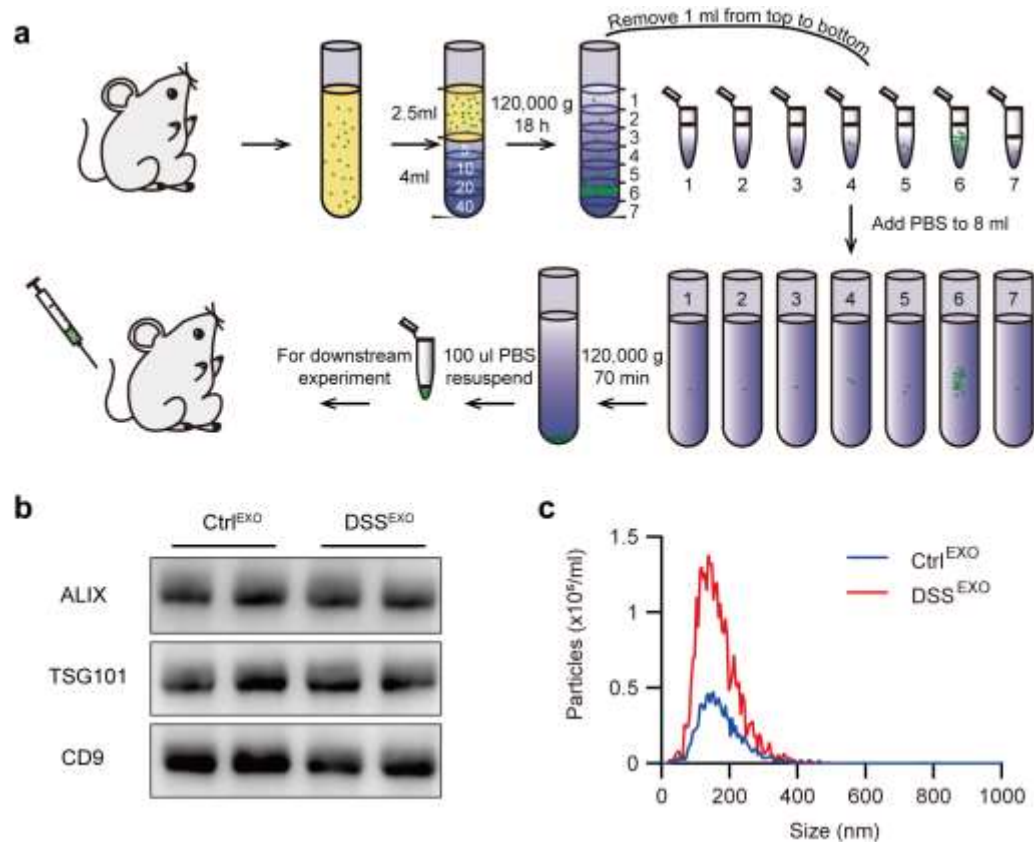 a
Remove 1 ml from top to bottom
2.5ml
4ml
5
10
20
40
120,000 g
18 h
1
2
3
4
5
6
7
1 2 3 4 5 6 7
Add PBS to 8 ml
1 2 3 4 5 6 7
For downstream
experiment
100 ul PBS
resuspend
120,000 g
70 min
b
Ctrl^EXO DSS^EXO
ALIX
TSG101
CD9
c
Ctrl^EXO
DSS^EXO
Particles (x10⁶/ml)
1.5
1
0.5
0
0 200 400 600 800 1000
Size (nm)